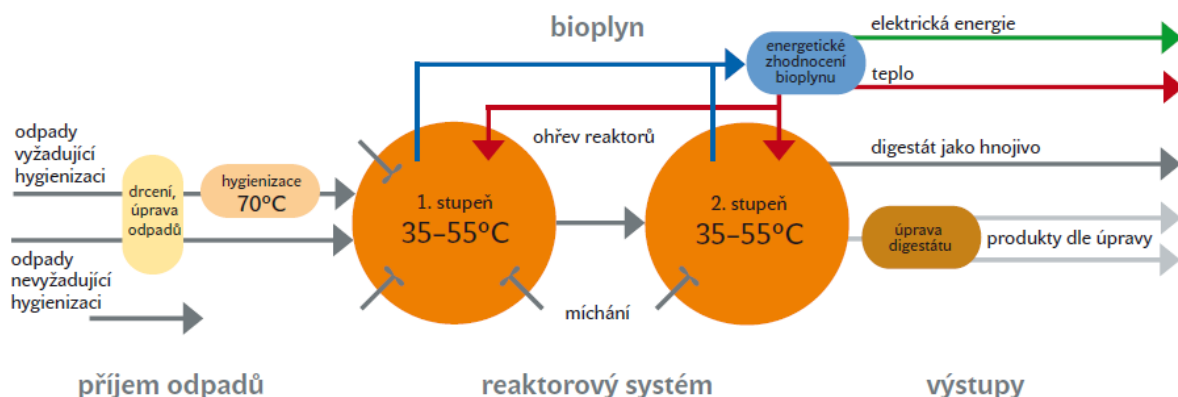 bioplyn
elektrická energie
energetické
zhodnocení
bioplynu
teplo
odpady
vyžadující
hygienizaci
ohřev reaktorů
digestát jako hnojivo
drcení,
úprava
odpadů
hygienizace
70°C
1. stupeň
35–55°C
2. stupeň
35–55°C
úprava
digestátu
produkty dle úpravy
odpady
nevyžadující
hygienizaci
míchání
příjem odpadů
reaktorový systém
výstupy